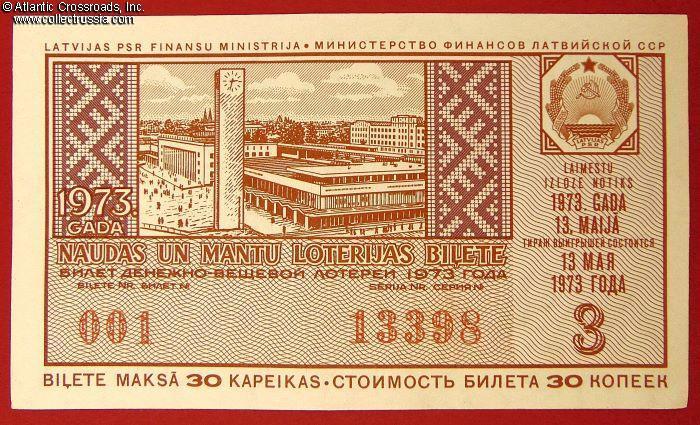 © Atlantic Crossroads, Inc.
www.collectrussia.com
LATVIJAS PSR FINANSU MINISTRIJA • МИНИСТЕРСТВО ФИНАНСОВ ЛАТВИЙСКОЙ ССР
1973.
GADA
NAUDAS UN MANTU LOTERIJAS BIĻETE
БИЛЕТ ДЕНЕЖНО-ВЕЩЕВОЙ ЛОТЕРЕИ 1973 ГОДА
BIĻETE NR. БИЛЕТ № SĒRIJA NR. СЕРИЯ №
001 13398
LATVIJAS
PSR
LAIMESTU
IZLOZE NOTIKS
1973. GADA
13. MAIJĀ
ТИРАЖ ВЫИГРЫШЕЙ СОСТОИТСЯ
13 МАЯ
1973 ГОДА
3
BIĻETE MAKSĀ 30 KAPEIKAS • СТОИМОСТЬ БИЛЕТА 30 КОПЕЕК